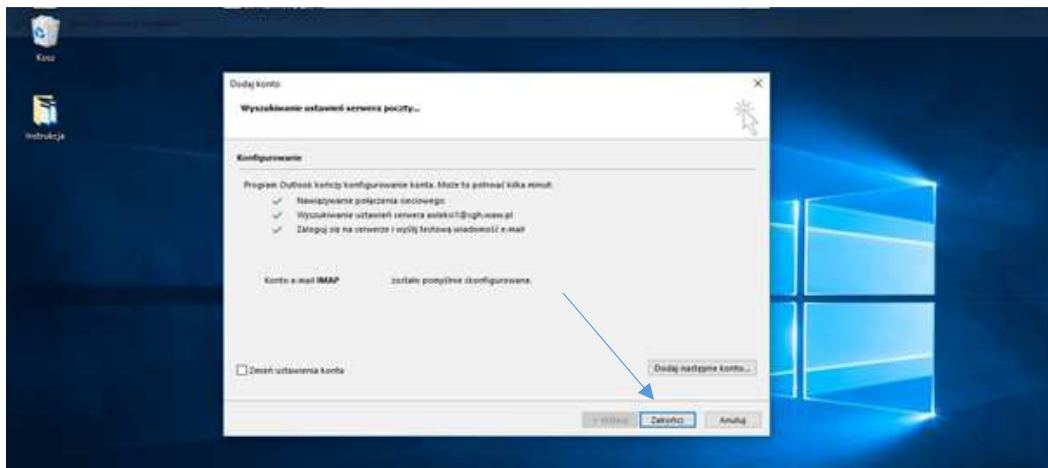 Kosz
Instrukcje
Dodaj konto
Wyszukiwanie ustawień serwera poczty...
Konfigurowanie
Program Outlook kończy konfigurowanie konta. Może to potrwać kilka minut.
Nawiązywanie połączenia sieciowego
Wyszukiwanie ustawień serwera
Zaloguj się na serwerze i wyślij testową wiadomość e-mail
Konto e-mail IMAP zostało pomyślnie skonfigurowane.
Zmień ustawienia konta
Dodaj następne konto...
< Wstecz Zakończ Anuluj